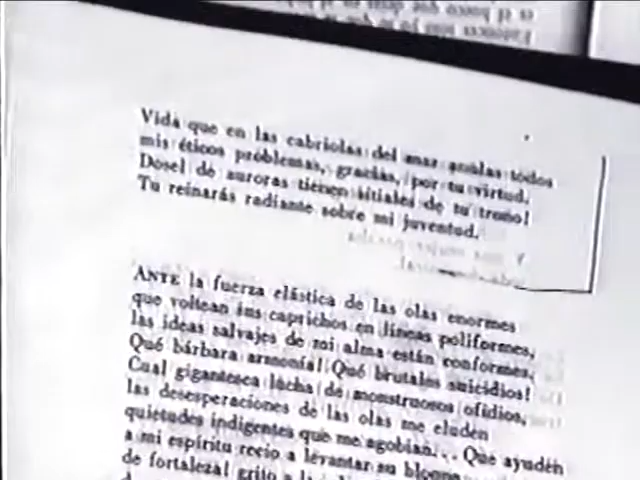 Vida que en las cabriolas del mar anulas todos
mis éticos problemas, gracias, por tu virtud.
Dosel de auroras tienen sitiales de tu trono!
Tu reinarás radiante sobre mi juventud.
ANTE la fuerza elástica de las olas enormes
que voltean sus caprichos en líneas poliformes,
las ideas salvajes de mi alma están conformes.
Qué bárbara armonía! Qué brutales suicidios!
Cual gigantesca lucha de monstruosos ofidios,
las desesperaciones de las olas me eluden
quietudes indigentes que me agobian... Que ayuden
a mi espíritu recio a levantar su
de fortaleza! grito a